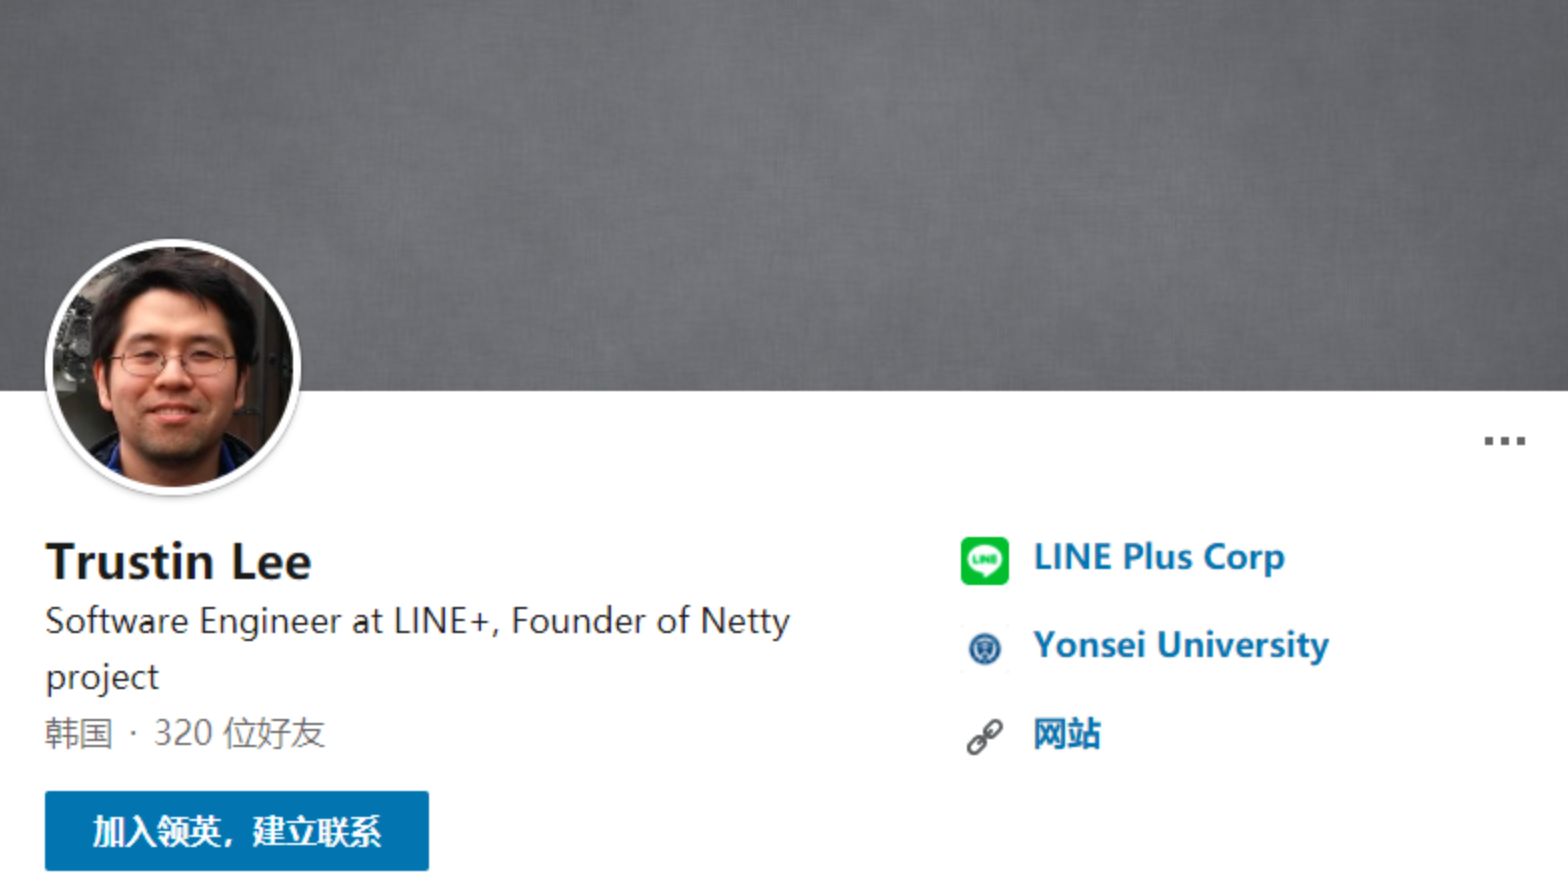 Trustin Lee
Software Engineer at LINE+, Founder of Netty
project
韩国 · 320 位好友
加入领英，建立联系
LINE
LINE Plus Corp
Yonsei University
网站